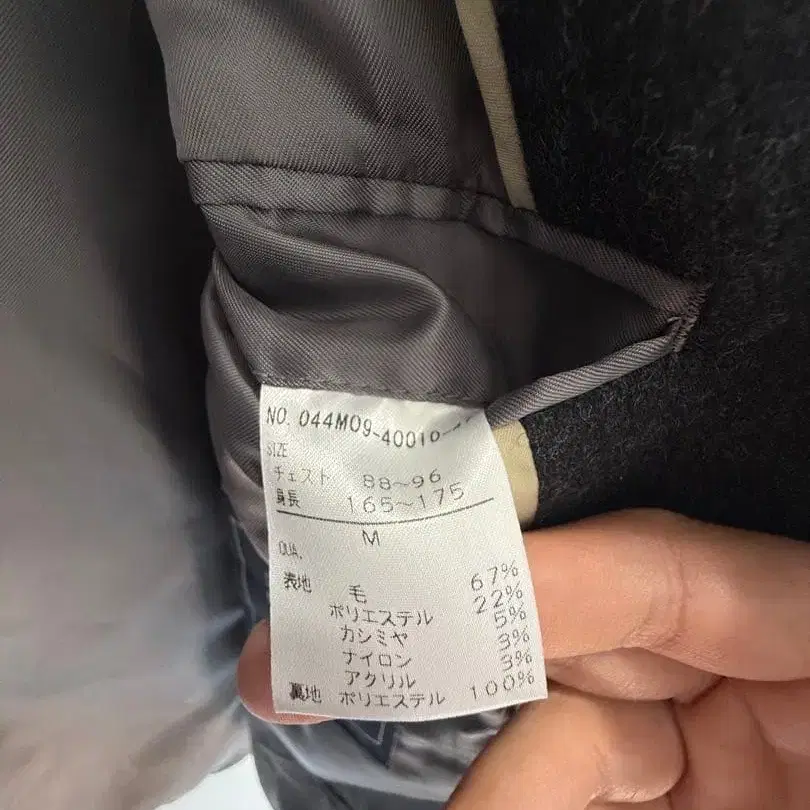 NO. 044M09-40010-
SIZE
チェスト 88~96
身長 165~175
M
QUA.
表地 毛 67%
ポリエステル 22%
カシミヤ 5%
ナイロン 3%
アクリル 3%
裏地 ポリエステル 100%